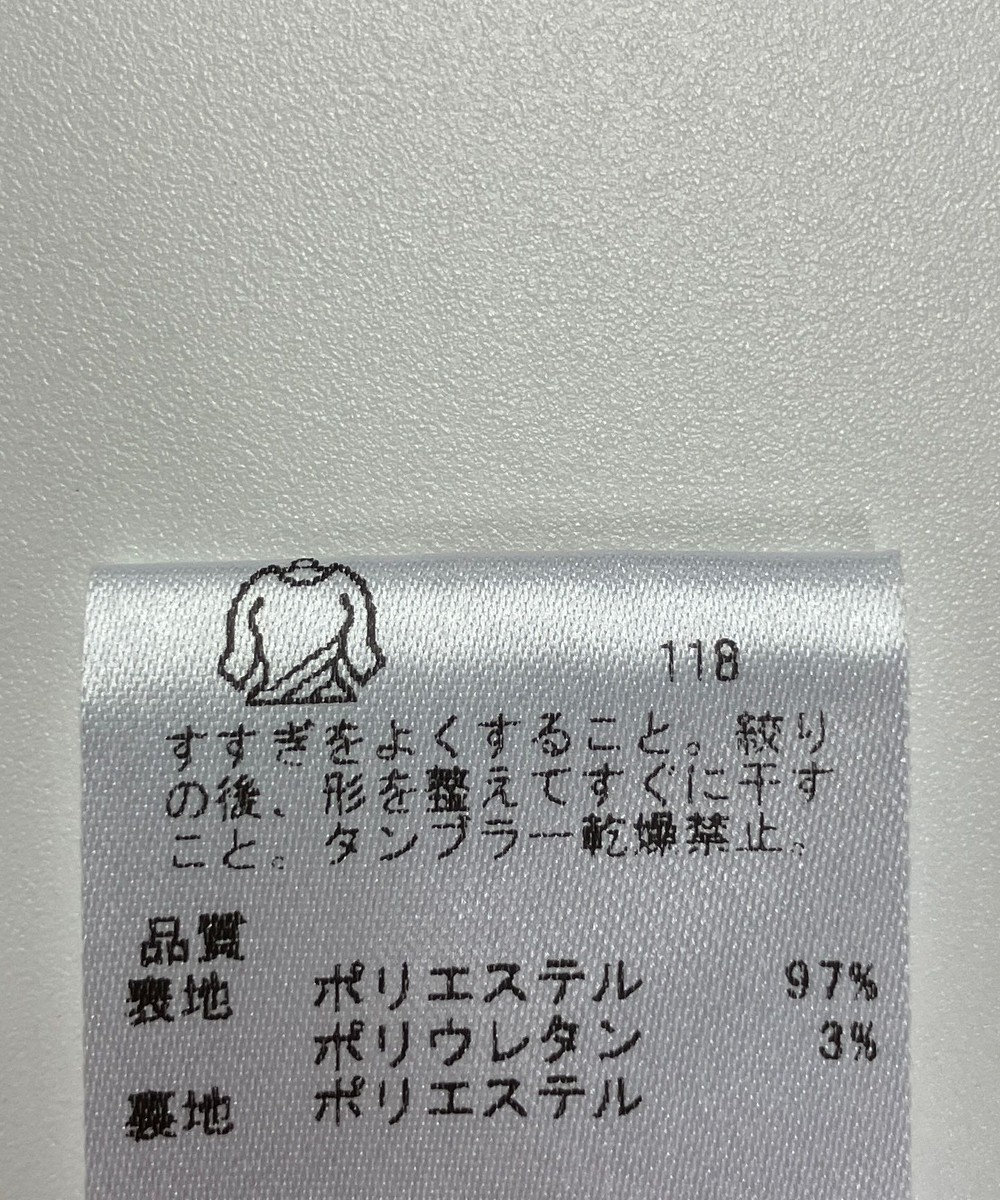 118
すすぎをよくすること。絞り
の後、形を整えてすぐに干す
こと。タンブラー乾燥禁止。
品質
表地 ポリエステル 97%
ポリウレタン 3%
裏地 ポリエステル